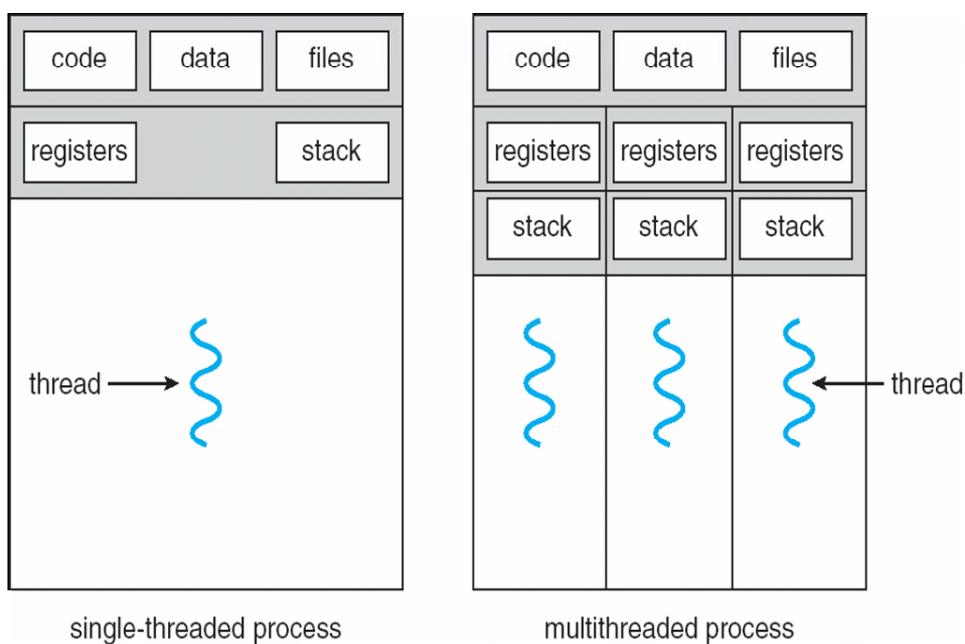 code data files
registers stack
thread
single-threaded process
code data files
registers registers registers
stack stack stack
thread
multithreaded process